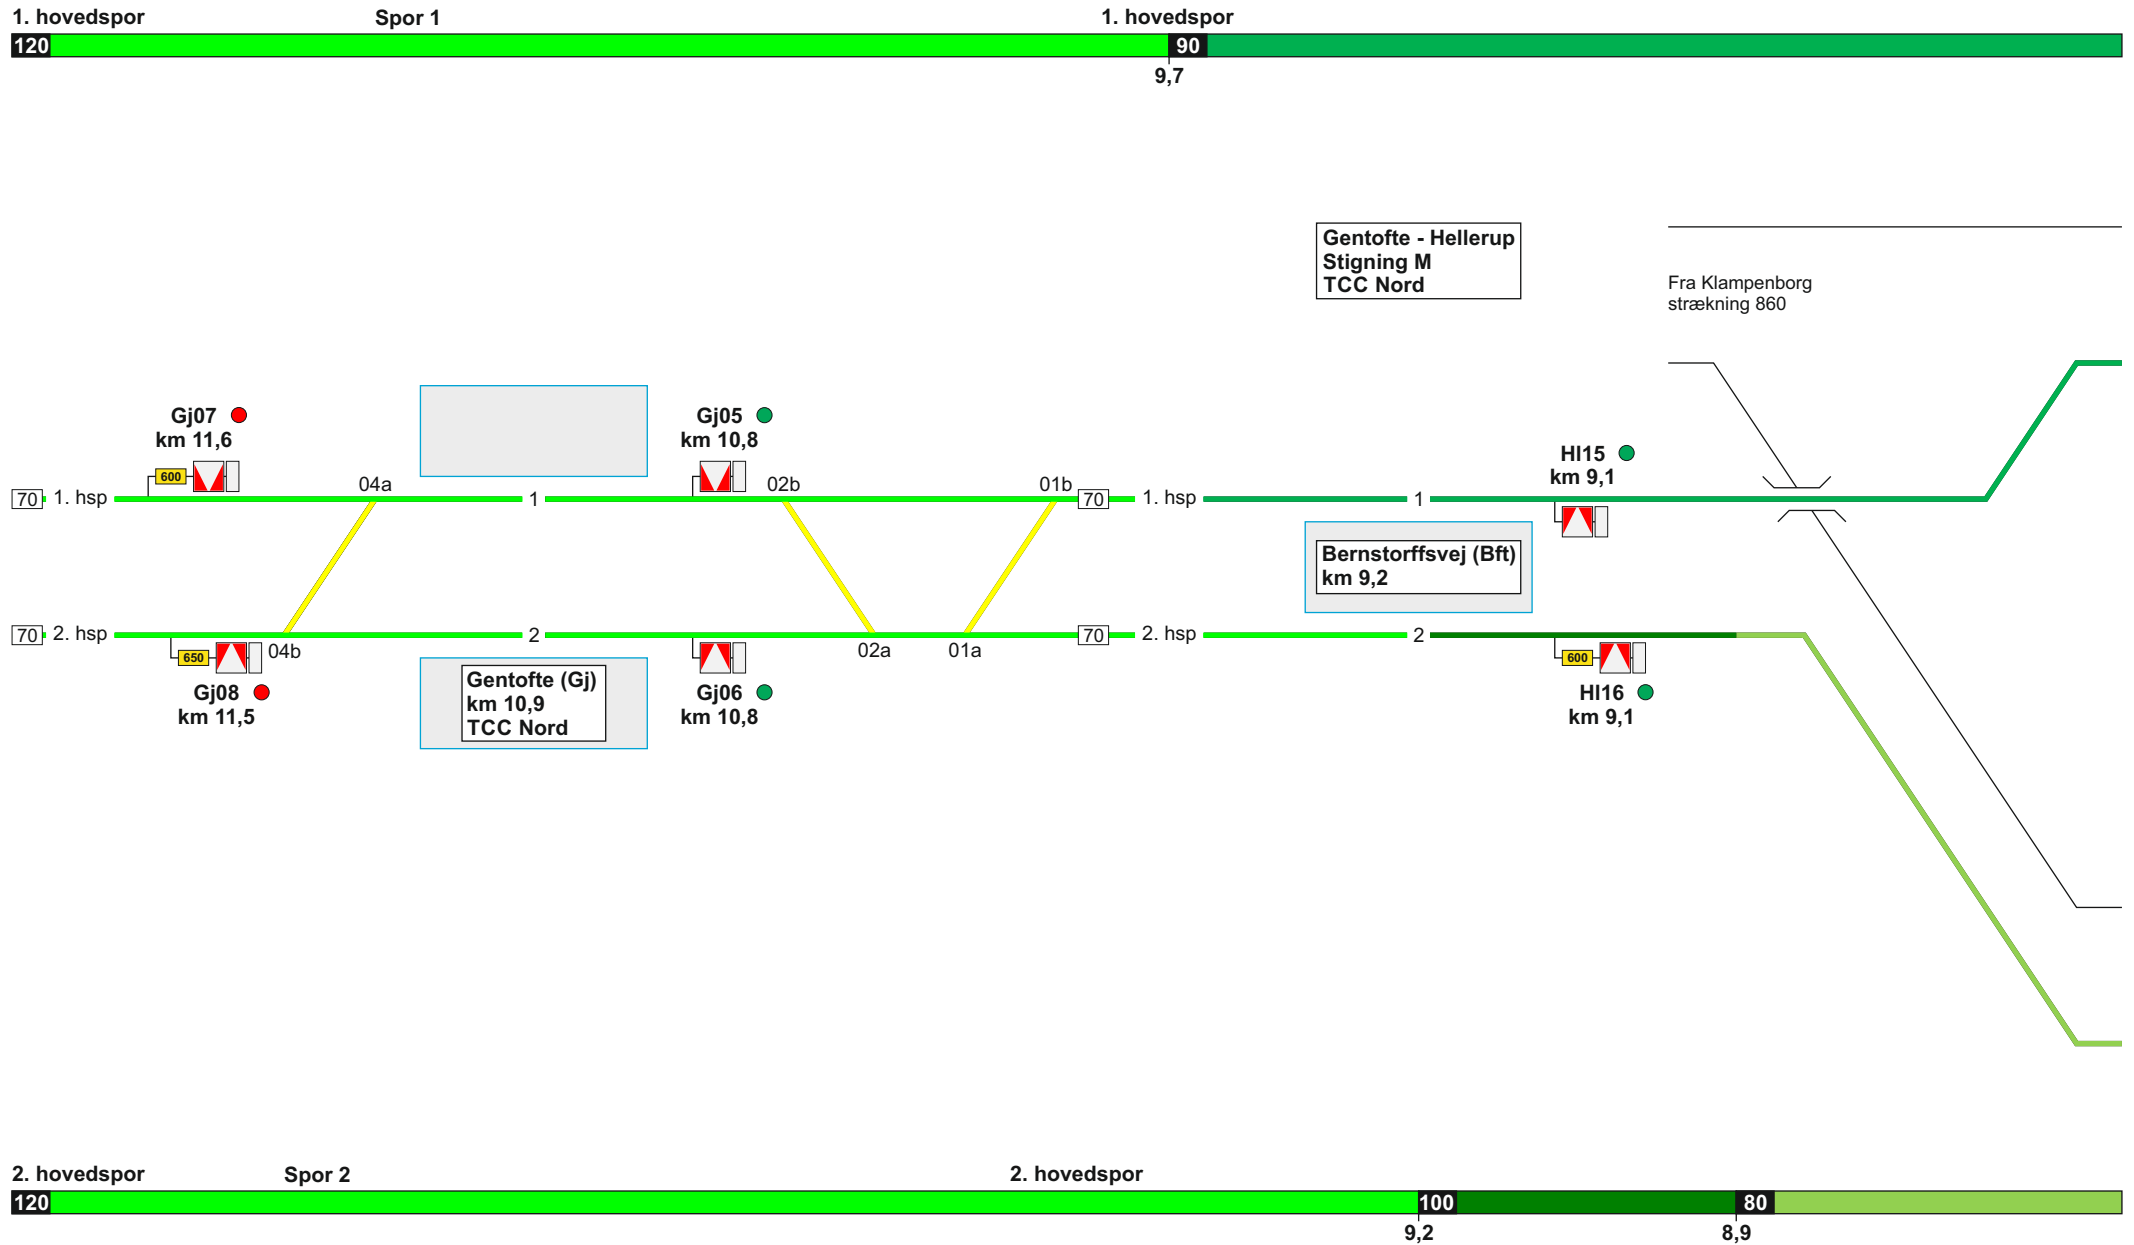 1. hovedspor
Spor 1
1. hovedspor
120
90
9,7
Gentofte - Hellerup
Stigning M
TCC Nord
Fra Klampenborg
strækning 860
Gj07
km 11,6
Gj05
km 10,8
Hl15
km 9,1
600
04a
02b
01b
70
1. hsp
1
70
1. hsp
1
Bernstorffsvej (Bft)
km 9,2
70
2. hsp
2
70
2. hsp
2
650
04b
02a
01a
600
Gj08
km 11,5
Gentofte (Gj)
km 10,9
TCC Nord
Gj06
km 10,8
Hl16
km 9,1
2. hovedspor
Spor 2
2. hovedspor
120
100
80
9,2
8,9